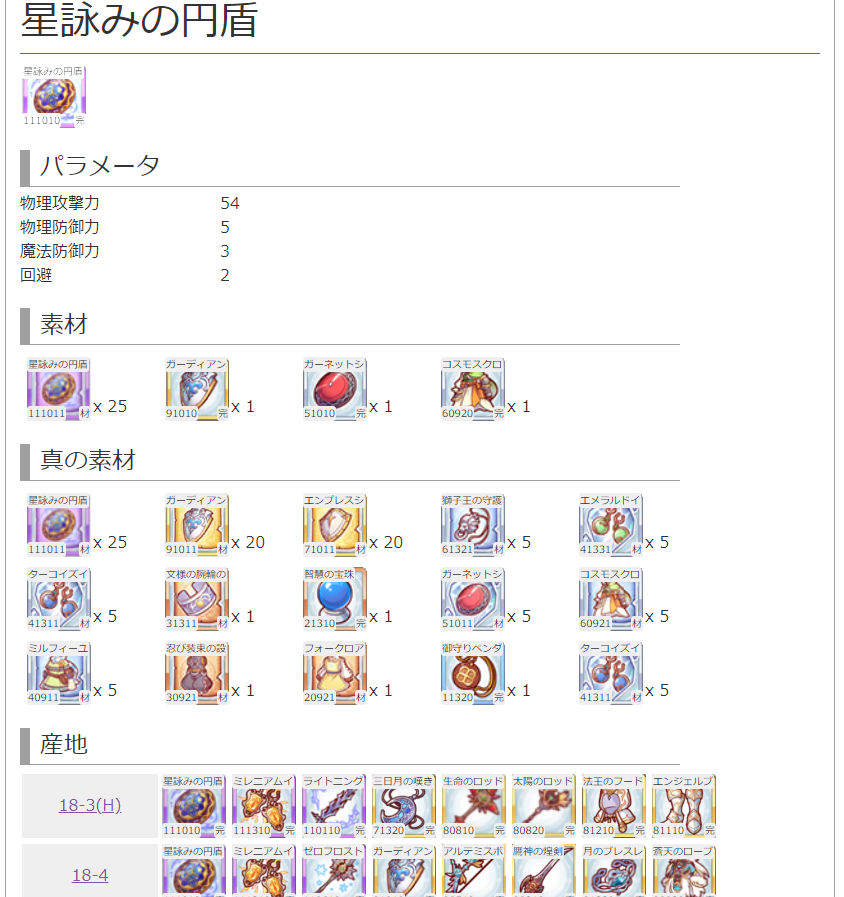 星詠みの円盾
星詠みの円盾
111010 完
パラメータ
物理攻撃力 54
物理防御力 5
魔法防御力 3
回避 2
素材
星詠みの円盾 ガーディアン ガーネットシ コスモスクロ
111011 材 x 25 91010 完 x 1 51010 完 x 1 60920 完 x 1
真の素材
星詠みの円盾 ガーディアン エンプレスシ 獅子王の守護 エメラルドイ
111011 材 x 25 91011 材 x 20 71011 材 x 20 61321 材 x 5 41331 材 x 5
ターコイズイ 文様の腕輪の 智慧の宝珠 ガーネットシ コスモスクロ
41311 材 x 5 31311 材 x 1 21310 完 x 1 51011 材 x 5 60921 材 x 5
ミルフィーユ 忍び装束の設 フォークロア 御守りペンダ ターコイズイ
40911 材 x 5 30921 材 x 1 20921 材 x 1 11320 完 x 1 41311 材 x 5
産地
星詠みの円盾 ミレニアムイ ライトニング 三日月の嘆き 生命のロッド 太陽のロッド 法王のフード エンジェルブ
18-3(H)
111010 完 111310 完 110110 完 71320 完 80810 完 80820 完 81210 完 81110 完
星詠みの円盾 ミレニアムイ ゼロフロスト ガーディアン アルテミスボ 鷹神の煌剣 月のブレスレ 蒼天のローブ
18-4